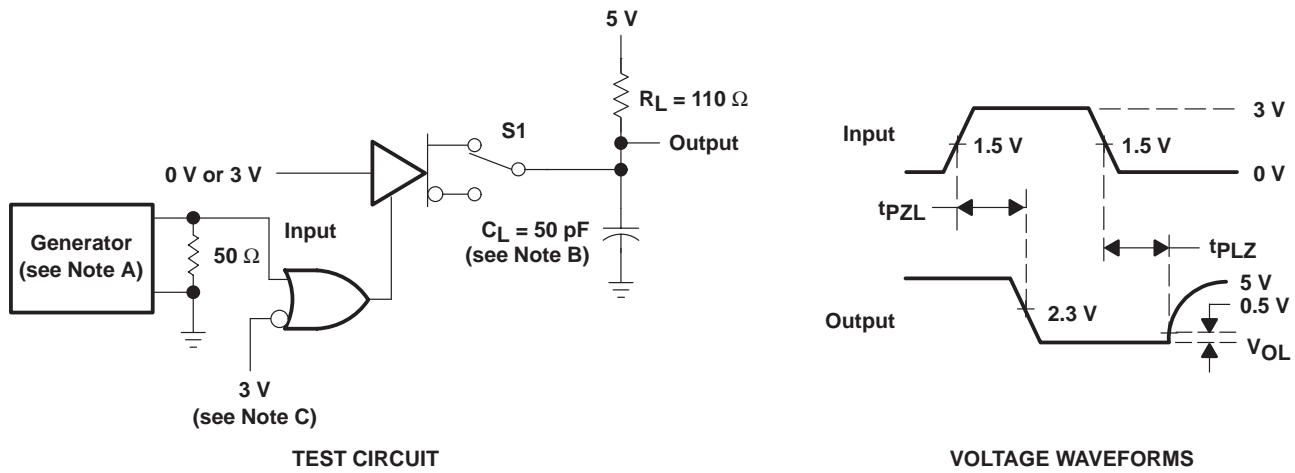 5 V
R_L = 110 Ω
S1
Output
0 V or 3 V
Generator
(see Note A)
50 Ω
Input
C_L = 50 pF
(see Note B)
3 V
(see Note C)
TEST CIRCUIT
3 V
Input
1.5 V
1.5 V
0 V
tPZL
tPLZ
5 V
0.5 V
Output
2.3 V
VOL
VOLTAGE WAVEFORMS